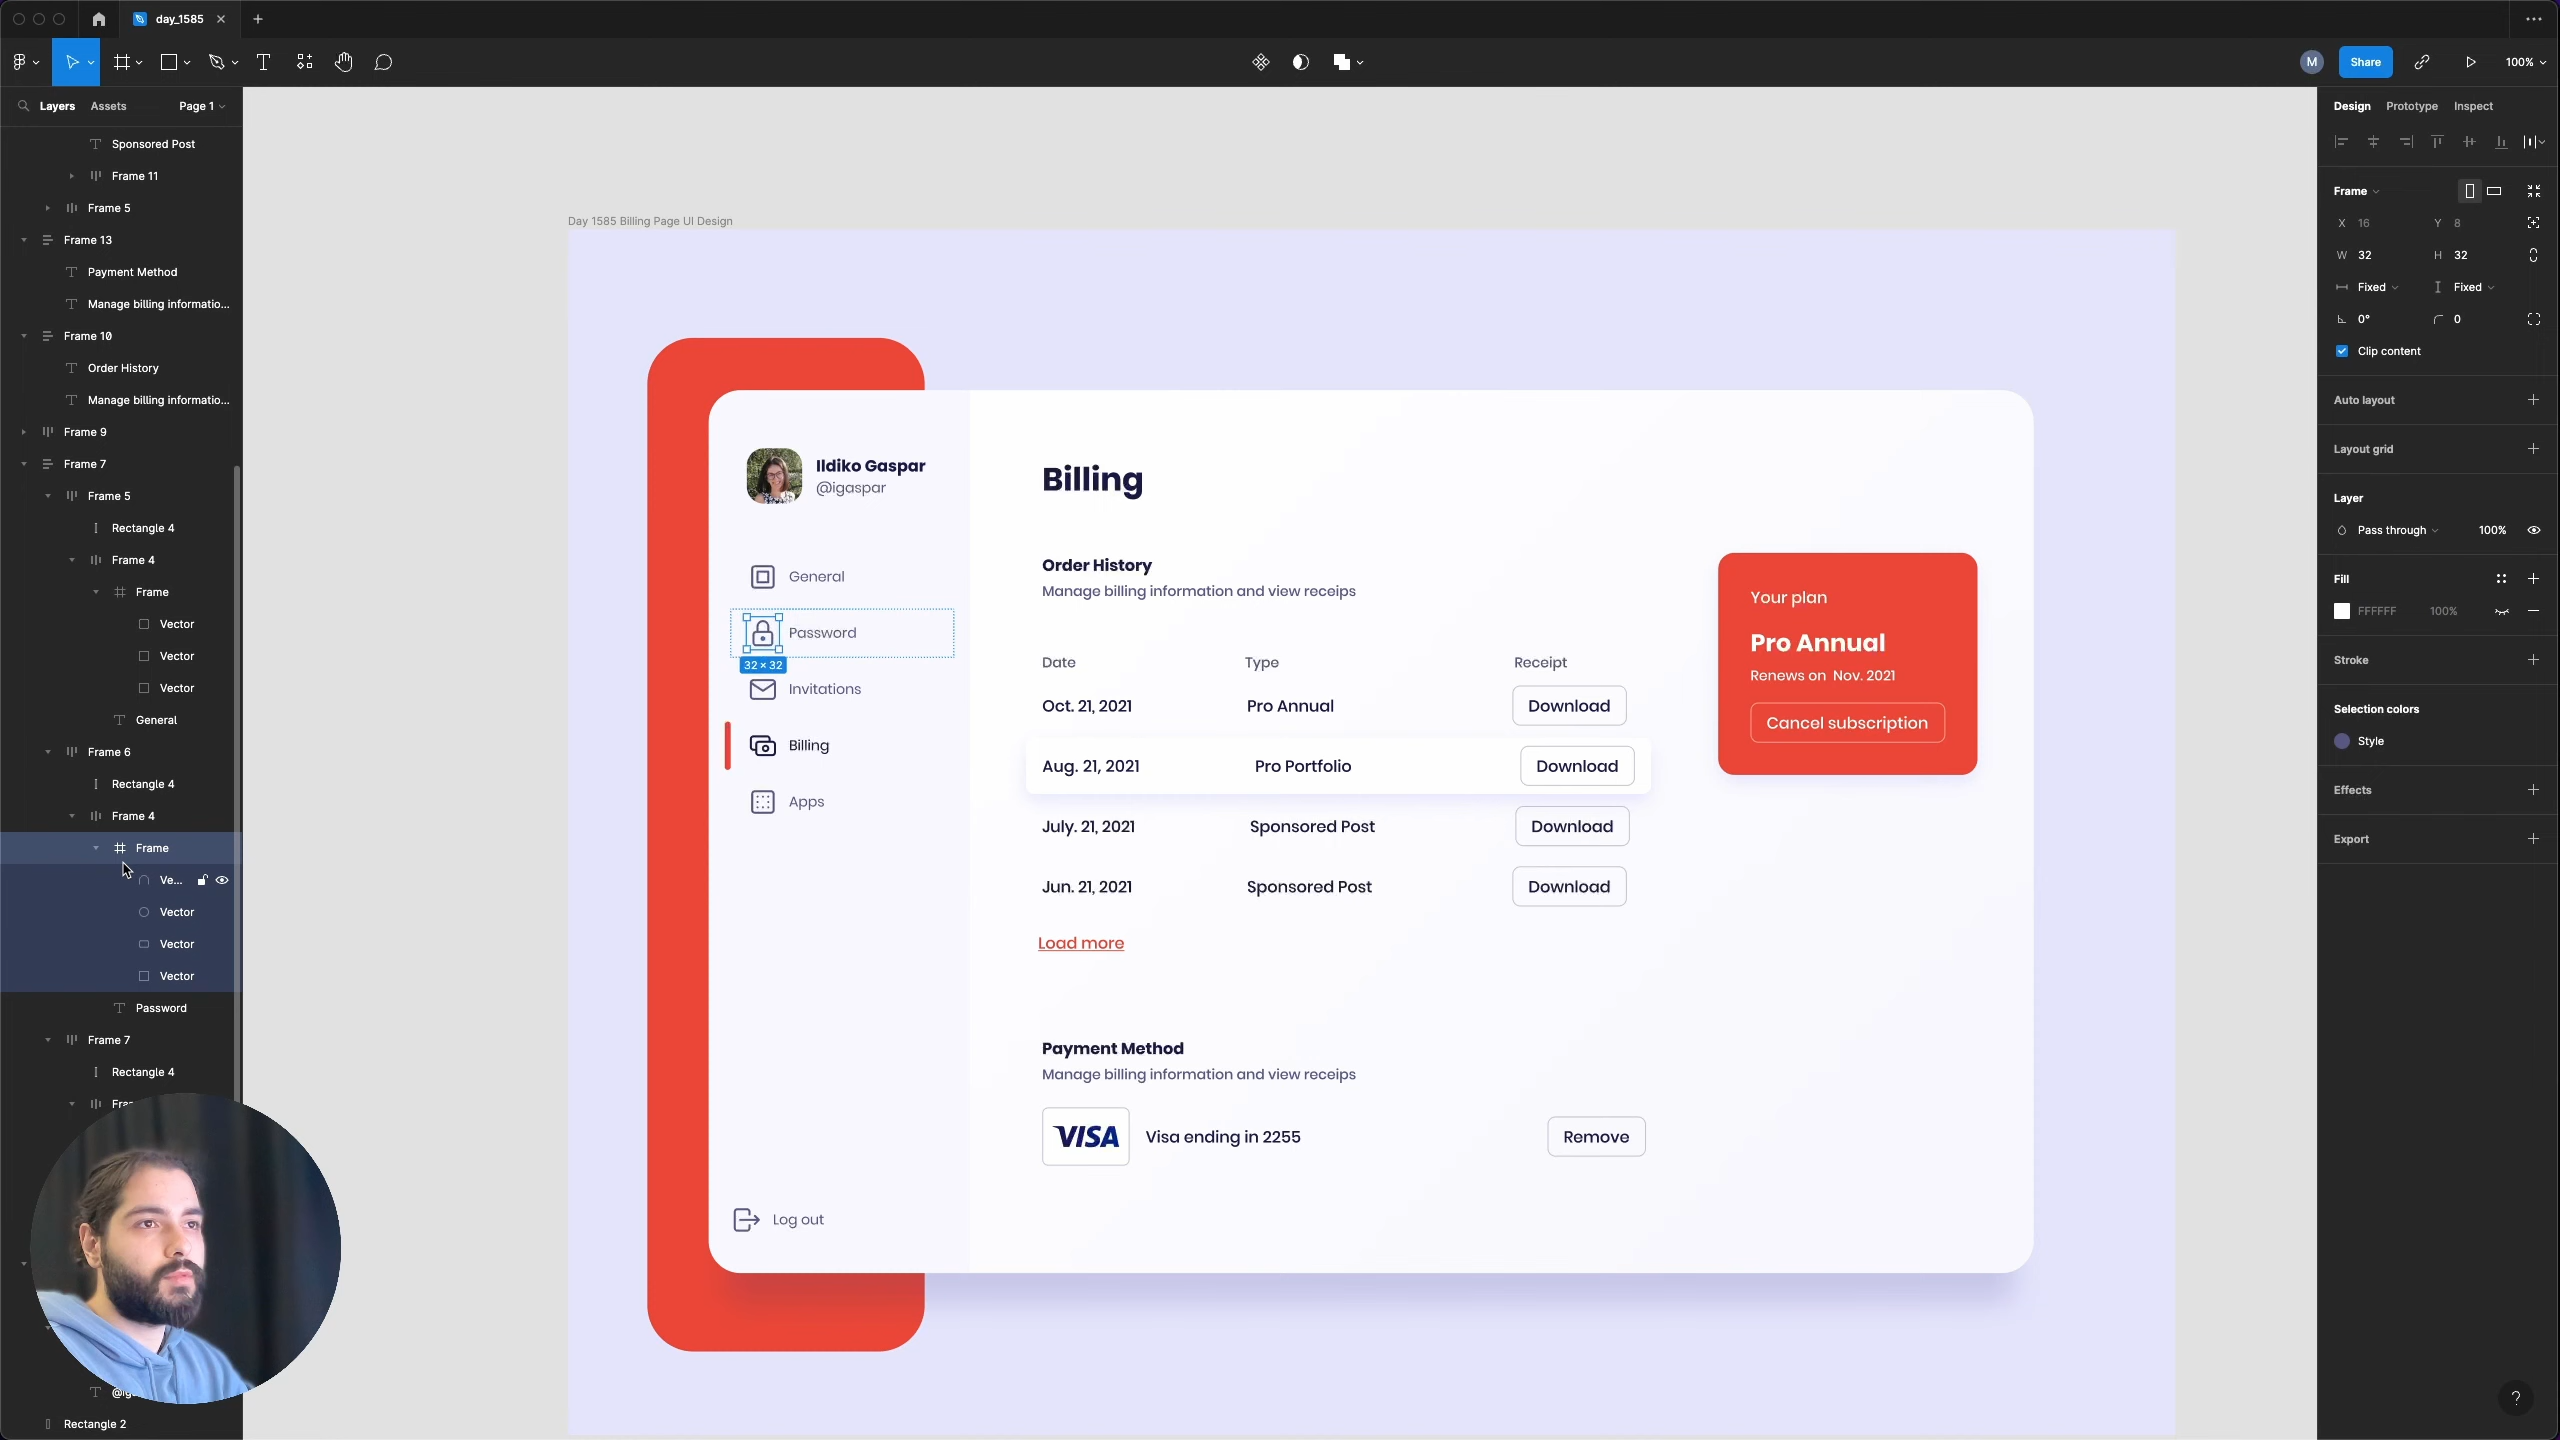 day_1585
M
Share
100%
Layers
Assets
Page 1
Sponsored Post
Frame 11
Frame 5
Frame 13
Payment Method
Manage billing informatio...
Frame 10
Order History
Manage billing informatio...
Frame 9
Frame 7
Frame 5
Rectangle 4
Frame 4
Frame
Vector
Vector
Vector
General
Frame 6
Rectangle 4
Frame 4
Frame
Ve...
Vector
Vector
Vector
Password
Frame 7
Rectangle 4
Rectangle 2
Day 1585 Billing Page UI Design
Ildiko Gaspar
@igaspar
General
Password
32 × 32
Invitations
Billing
Apps
Log out
Billing
Order History
Manage billing information and view receips
Date Type Receipt
Oct. 21, 2021 Pro Annual Download
Aug. 21, 2021 Pro Portfolio Download
July. 21, 2021 Sponsored Post Download
Jun. 21, 2021 Sponsored Post Download
Load more
Payment Method
Manage billing information and view receips
VISA Visa ending in 2255 Remove
Your plan
Pro Annual
Renews on Nov. 2021
Cancel subscription
Design Prototype Inspect
Frame
X 16 Y 8
W 32 H 32
Fixed Fixed
0° 0
Clip content
Auto layout
Layout grid
Layer
Pass through 100%
Fill
FFFFFF 100%
Stroke
Selection colors
Style
Effects
Export
?